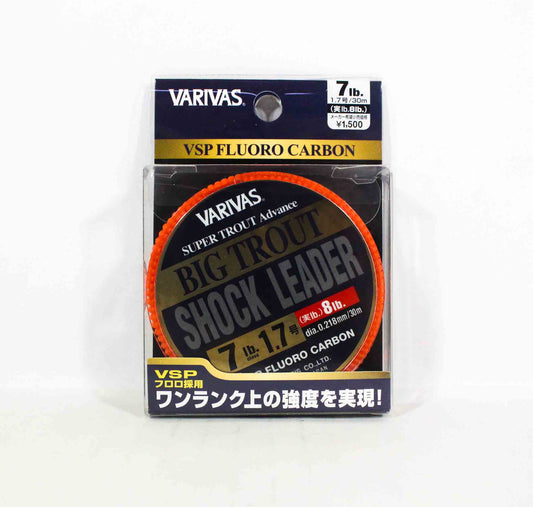 VARIVAS®
7lb.
1.7号/30m
(実lb.8lb.)
メーカー希望小売価格
¥1,500
VSP FLUORO CARBON
VARIVAS®
SUPER TROUT Advance
BIG TROUT
SHOCK LEADER
7lb. class 1.7号
(実lb.)8lb.
dia.0.218mm/30m
FLUORO CARBON
CO.,LTD.
VSP
フロロ採用
ワンランク上の強度を実現!